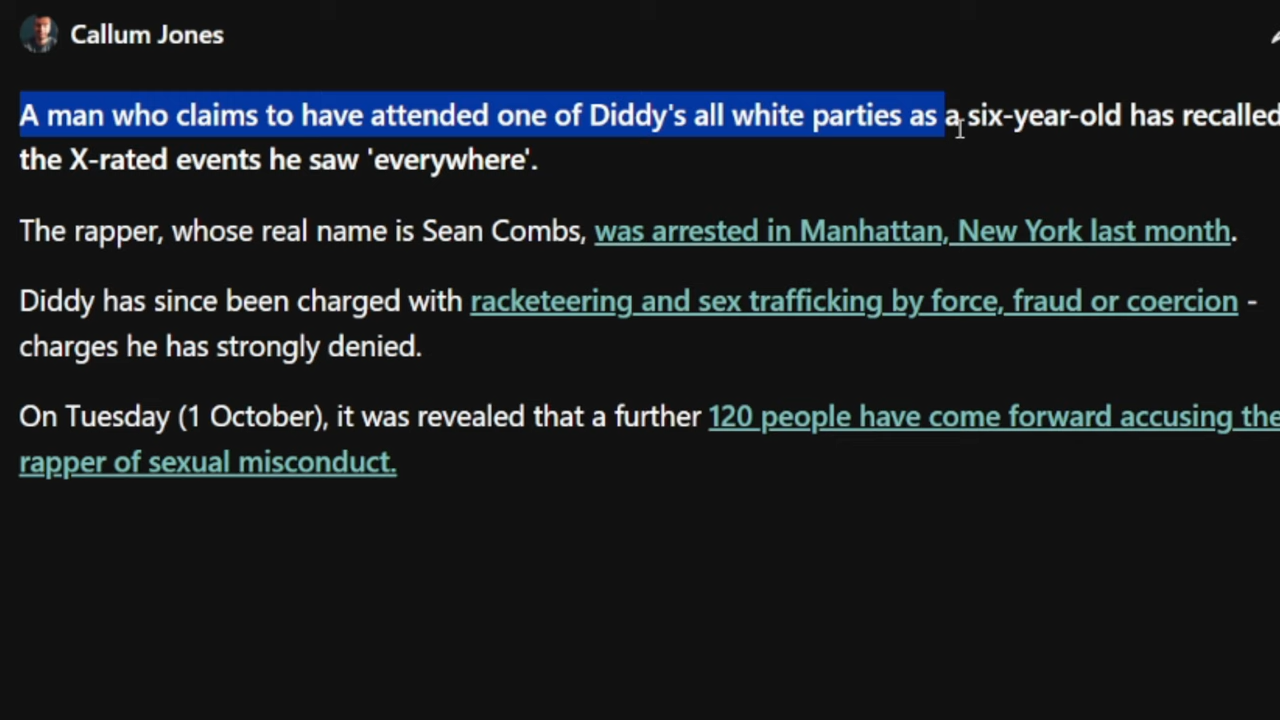 Callum Jones
A man who claims to have attended one of Diddy's all white parties as a six-year-old has recalled
the X-rated events he saw 'everywhere'.
The rapper, whose real name is Sean Combs, was arrested in Manhattan, New York last month.
Diddy has since been charged with racketeering and sex trafficking by force, fraud or coercion -
charges he has strongly denied.
On Tuesday (1 October), it was revealed that a further 120 people have come forward accusing the
rapper of sexual misconduct.